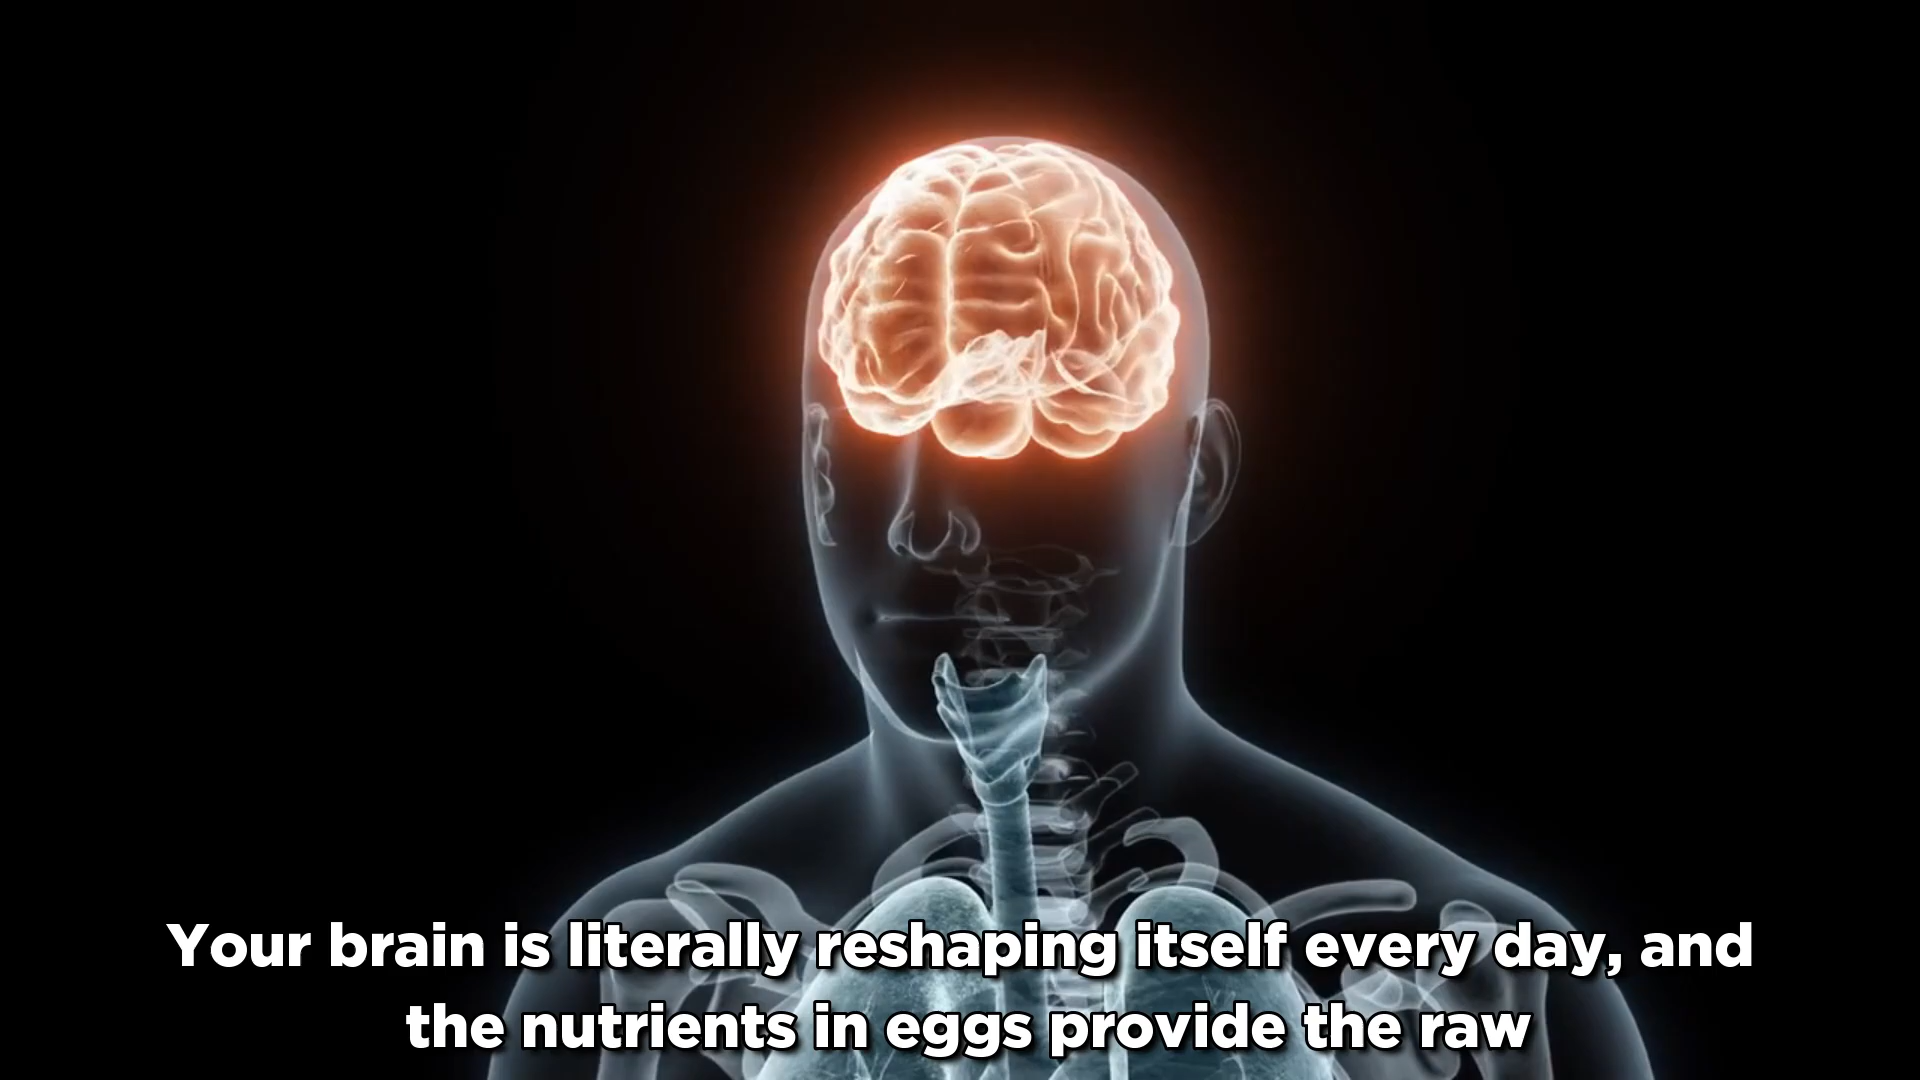 Your brain is literally reshaping itself every day, and
the nutrients in eggs provide the raw